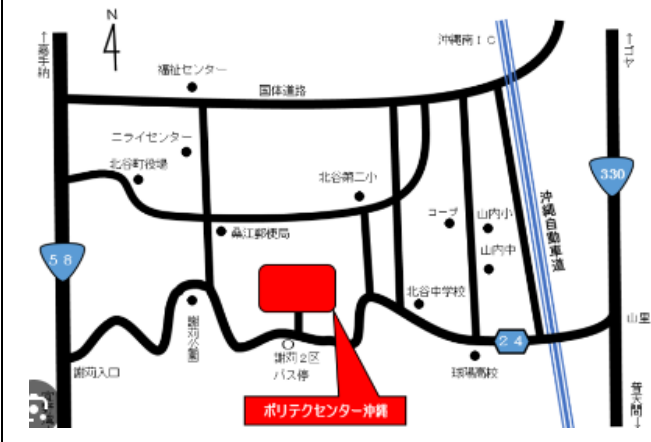 N
沖縄南IC
←嘉手納
←ゴヤ
福祉センター
国体道路
ニライセンター
北谷町役場
北谷第二小
330
コープ
山内小
沖縄自動車道
桑江郵便局
山内中
58
北谷中学校
謝苅公園
山里
24
謝苅2区
バス停
謝苅入口
球陽高校
普天間→
ポリテクセンター沖縄